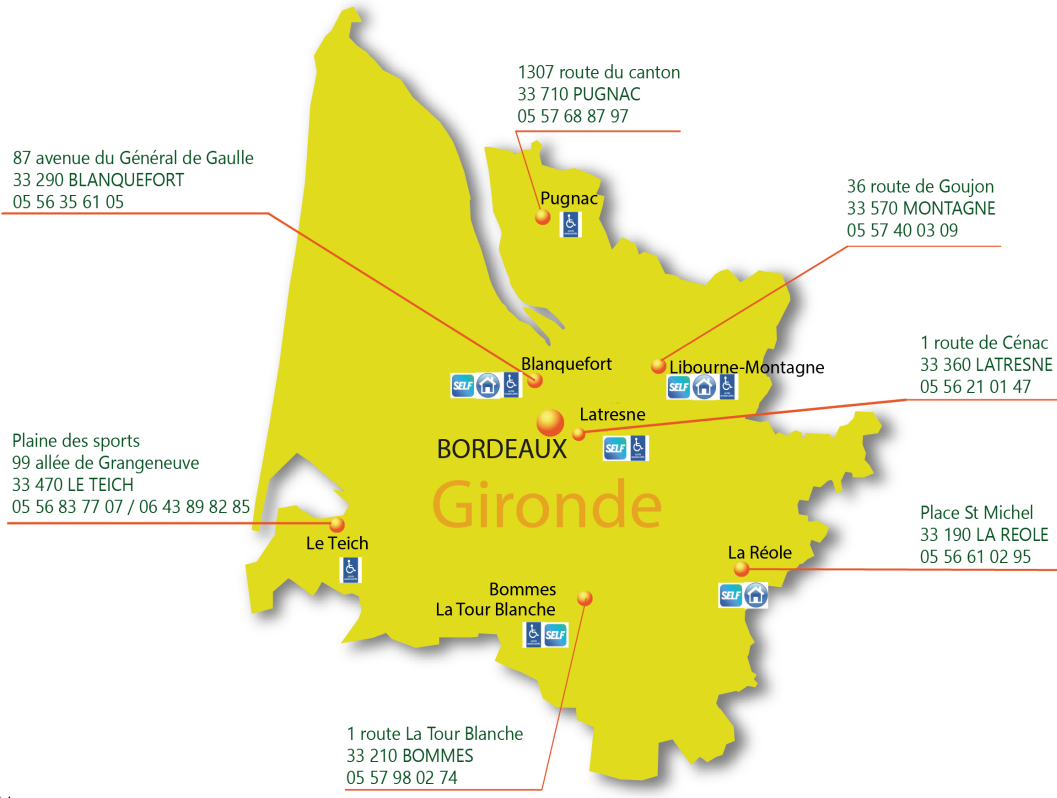 1307 route du canton
33 710 PUGNAC
05 57 68 87 97
87 avenue du Général de Gaulle
33 290 BLANQUEFORT
05 56 35 61 05
36 route de Goujon
33 570 MONTAGNE
05 57 40 03 09
Pugnac
1 route de Cénac
33 360 LATRESNE
05 56 21 01 47
Blanquefort
SELF
Libourne-Montagne
SELF
Latresne
SELF
BORDEAUX
Gironde
Plaine des sports
99 allée de Grangeneuve
33 470 LE TEICH
05 56 83 77 07 / 06 43 89 82 85
Le Teich
Place St Michel
33 190 LA REOLE
05 56 61 02 95
La Réole
SELF
Bommes
La Tour Blanche
SELF
1 route La Tour Blanche
33 210 BOMMES
05 57 98 02 74